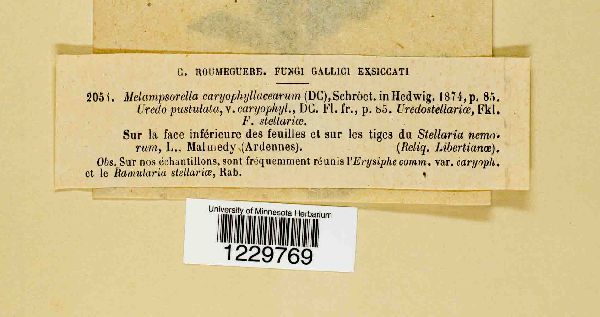 C. ROUMEGUERE. FUNGI GALLICI EXSICCATI
2051. Melampsorella caryophyllacearum (DC), Schröet. in Hedwig. 1874, p. 85.
Uredo pustulata, v. caryophyl., DC. Fl. fr., p. 85. Uredostellariæ, Fkl.
F. stellariæ.
Sur la face inférieure des feuilles et sur les tiges du Stellaria nemo-
rum, L., Malmedy (Ardennes). (Reliq. Libertianæ).
Obs. Sur nos échantillons, sont fréquemment réunis l'Erysiphe comm. var. caryoph.
et le Ramularia stellariæ, Rab.
University of Minnesota Herbarium
1229769